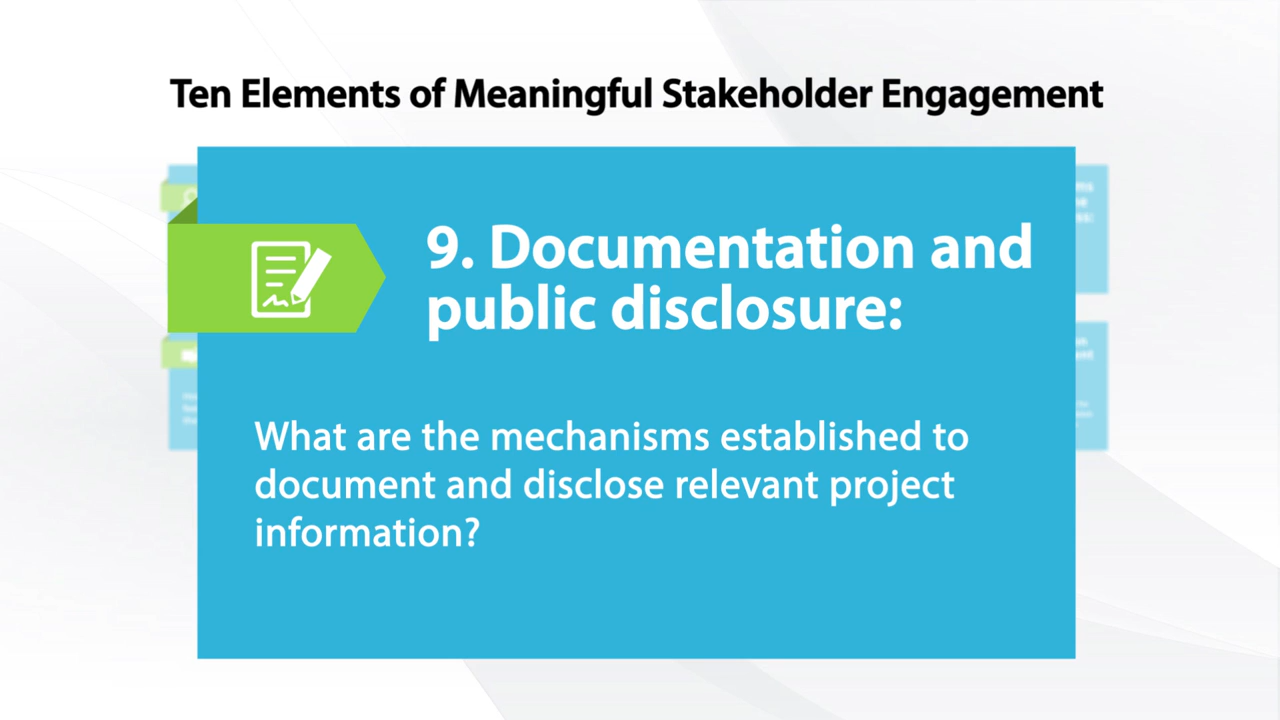 Ten Elements of Meaningful Stakeholder Engagement
9. Documentation and
public disclosure:
What are the mechanisms established to
document and disclose relevant project
information?